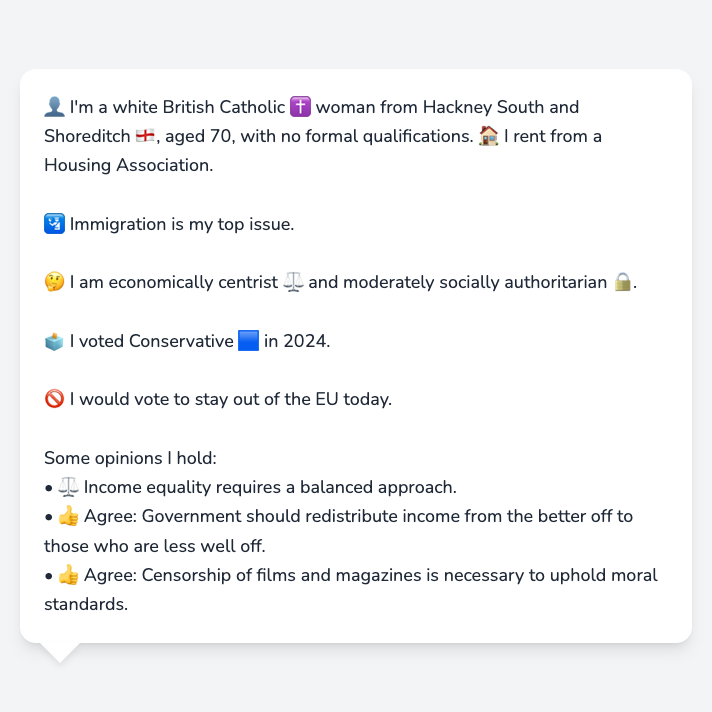 👤 I'm a white British Catholic ✝️ woman from Hackney South and
Shoreditch 🏴󠁧󠁢󠁥󠁮󠁧󠁿, aged 70, with no formal qualifications. 🏠 I rent from a
Housing Association.
🛂 Immigration is my top issue.
🤔 I am economically centrist ⚖️ and moderately socially authoritarian 🔒.
🗳️ I voted Conservative 🟦 in 2024.
🚫 I would vote to stay out of the EU today.
Some opinions I hold:
• ⚖️ Income equality requires a balanced approach.
• 👍 Agree: Government should redistribute income from the better off to
those who are less well off.
• 👍 Agree: Censorship of films and magazines is necessary to uphold moral
standards.